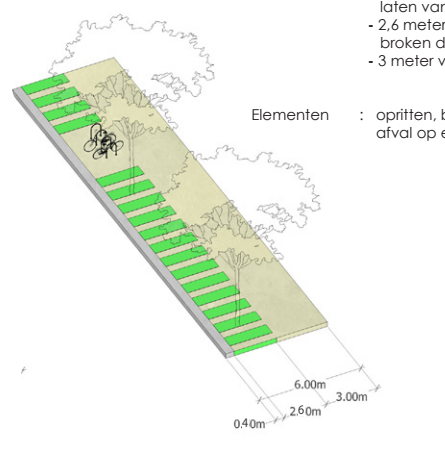 laten van
- 2,6 meter
broken d
- 3 meter v
Elementen : opritten, b
afval op e
6.00m
3.00m
2.60m
0.40m